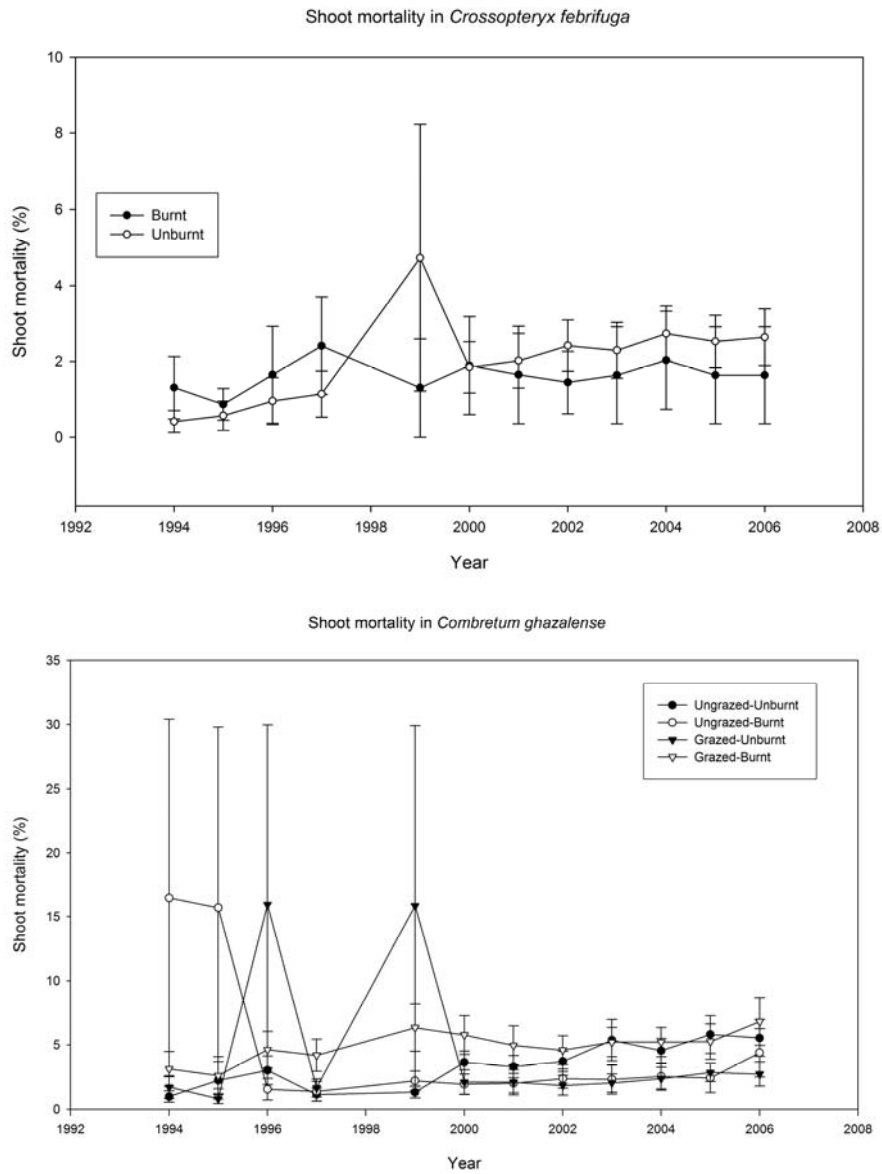 Shoot mortality in Crossopteryx febrifuga
10
8
6
4
2
0
Shoot mortality (%)
Burnt
Unburnt
1992 1994 1996 1998 2000 2002 2004 2006 2008
Year
Shoot mortality in Combretum ghazalense
35
30
25
20
15
10
5
0
Shoot mortality (%)
Ungrazed-Unburnt
Ungrazed-Burnt
Grazed-Unburnt
Grazed-Burnt
1992 1994 1996 1998 2000 2002 2004 2006 2008
Year